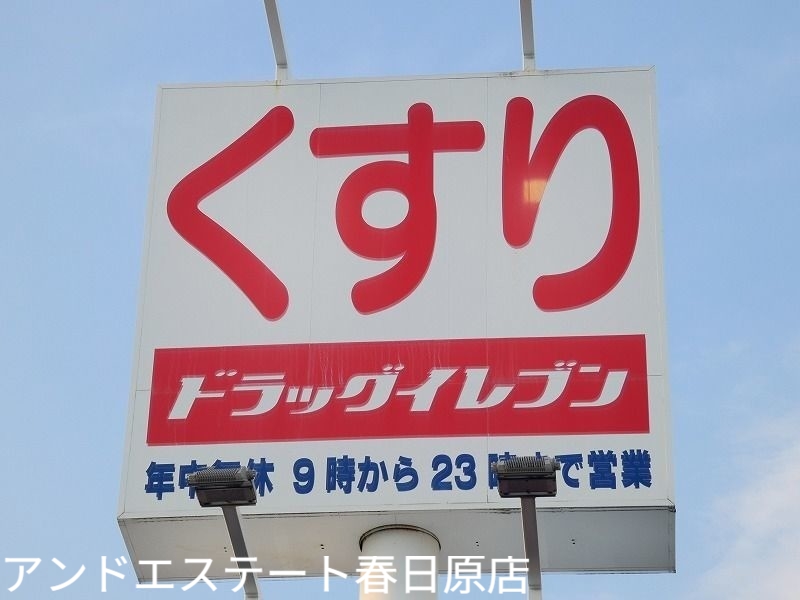 くすり
ドラッグイレブン
年中無休 9時から23時まで営業
アンドエステート春日原店